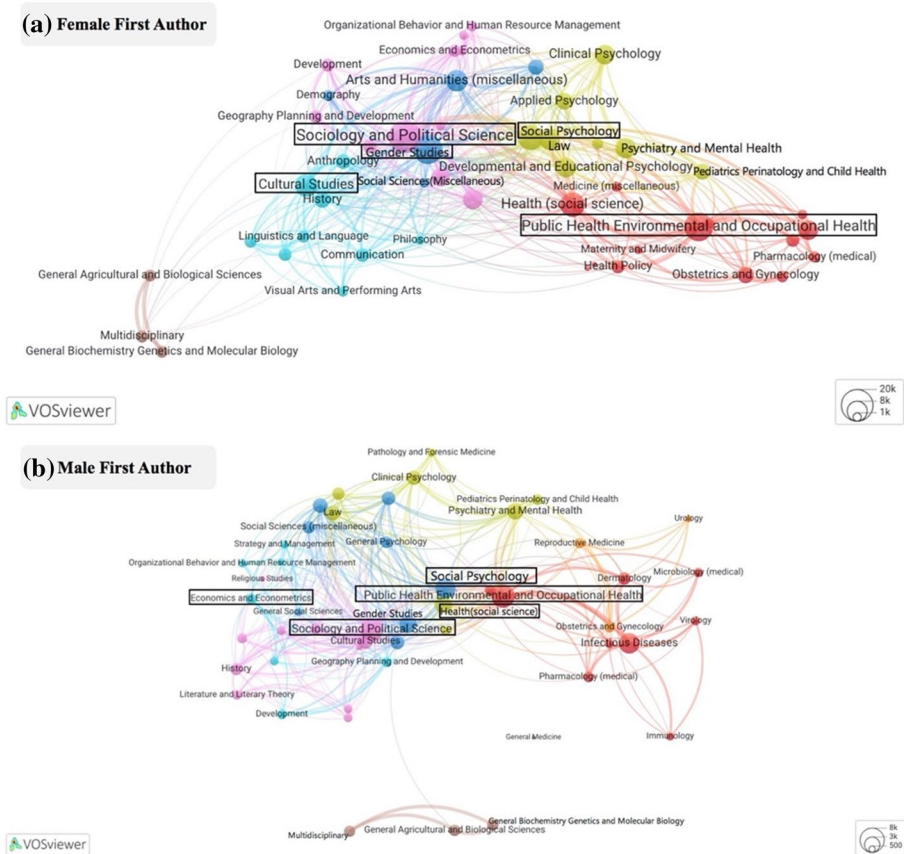 (a) Female First Author
Organizational Behavior and Human Resource Management
Economics and Econometrics
Clinical Psychology
Development
Arts and Humanities (miscellaneous)
Demography
Applied Psychology
Geography Planning and Development
Sociology and Political Science
Social Psychology
Law
Gender Studies
Psychiatry and Mental Health
Anthropology
Developmental and Educational Psychology
Pediatrics Perinatology and Child Health
Cultural Studies
Social Sciences(Miscellaneous)
Medicine (miscellaneous)
History
Health (social science)
Public Health Environmental and Occupational Health
Linguistics and Language
Philosophy
Communication
Maternity and Midwifery
Pharmacology (medical)
Health Policy
Obstetrics and Gynecology
General Agricultural and Biological Sciences
Visual Arts and Performing Arts
Multidisciplinary
General Biochemistry Genetics and Molecular Biology
VOSviewer
20k
8k
1k
(b) Male First Author
Pathology and Forensic Medicine
Clinical Psychology
Pediatrics Perinatology and Child Health
Law
Psychiatry and Mental Health
Urology
Social Sciences (miscellaneous)
Strategy and Management
General Psychology
Reproductive Medicine
Organizational Behavior and Human Resource Management
Religious Studies
Social Psychology
Dermatology
Microbiology (medical)
Economics and Econometrics
Public Health Environmental and Occupational Health
General Social Sciences
Gender Studies
Health(social science)
Virology
Sociology and Political Science
Obstetrics and Gynecology
Cultural Studies
Infectious Diseases
History
Geography Planning and Development
Pharmacology (medical)
Literature and Literary Theory
Development
General Medicine
Immunology
General Biochemistry Genetics and Molecular Biology
Multidisciplinary
General Agricultural and Biological Sciences
VOSviewer
8k
3k
500